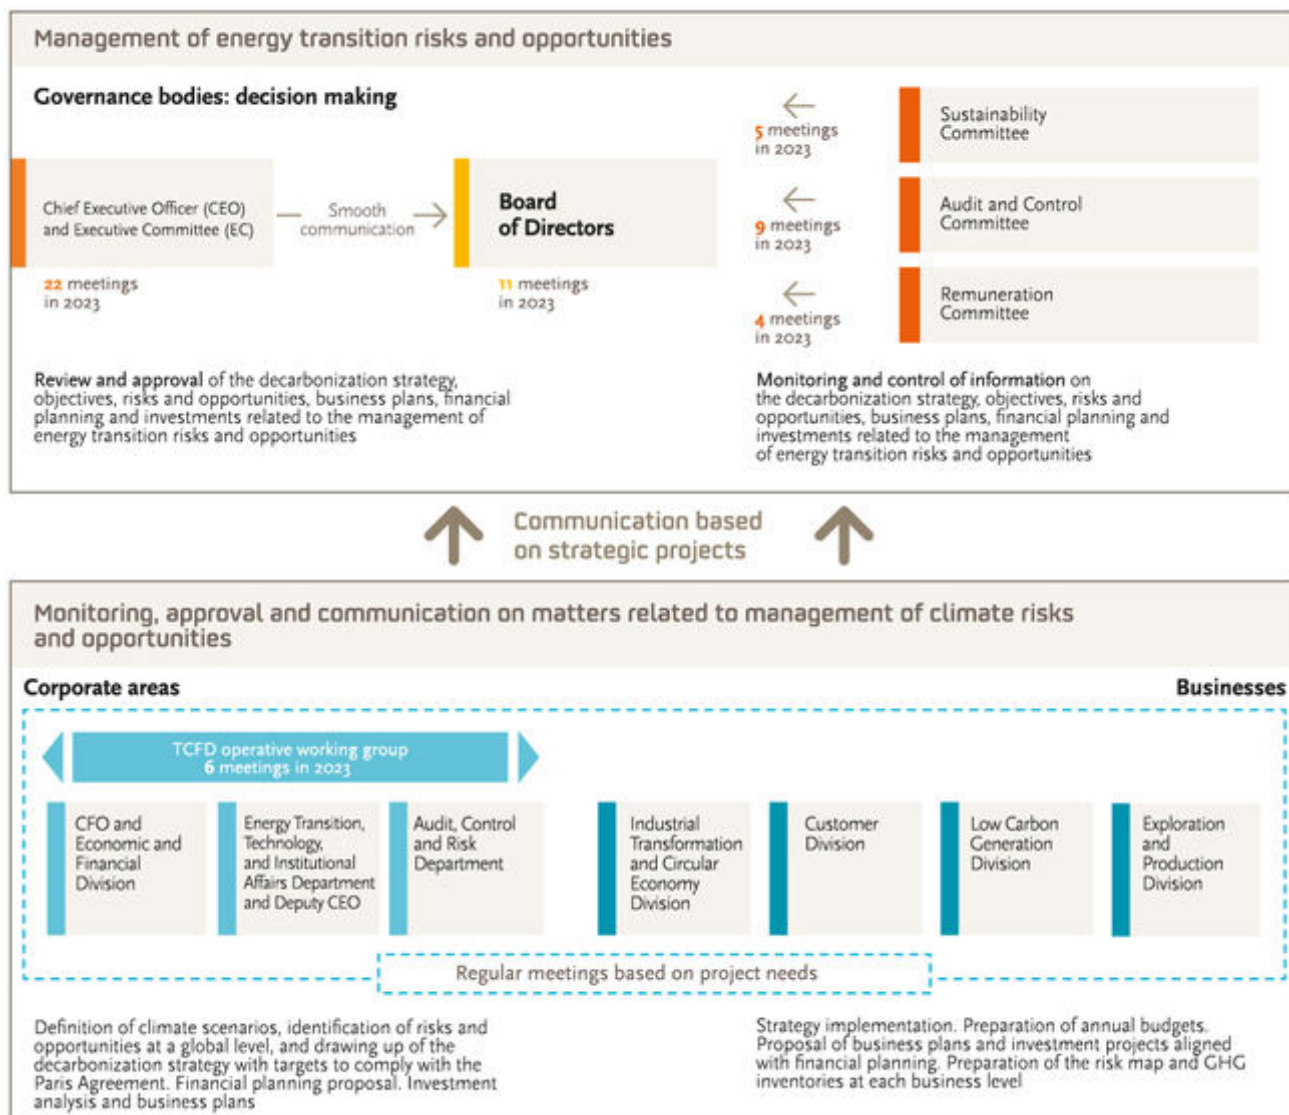 Management of energy transition risks and opportunities
Governance bodies: decision making
Chief Executive Officer (CEO)
and Executive Committee (EC)
22 meetings
in 2023
Smooth
communication
Board
of Directors
11 meetings
in 2023
5 meetings
in 2023
Sustainability
Committee
9 meetings
in 2023
Audit and Control
Committee
4 meetings
in 2023
Remuneration
Committee
Review and approval of the decarbonization strategy,
objectives, risks and opportunities, business plans, financial
planning and investments related to the management of
energy transition risks and opportunities
Monitoring and control of information on
the decarbonization strategy, objectives, risks and
opportunities, business plans, financial planning and
investments related to the management
of energy transition risks and opportunities
Communication based
on strategic projects
Monitoring, approval and communication on matters related to management of climate risks
and opportunities
Corporate areas
Businesses
TCFD operative working group
6 meetings in 2023
CFO and
Economic and
Financial
Division
Energy Transition,
Technology,
and Institutional
Affairs Department
and Deputy CEO
Audit, Control
and Risk
Department
Industrial
Transformation
and Circular
Economy
Division
Customer
Division
Low Carbon
Generation
Division
Exploration
and
Production
Division
Regular meetings based on project needs
Definition of climate scenarios, identification of risks and
opportunities at a global level, and drawing up of the
decarbonization strategy with targets to comply with the
Paris Agreement. Financial planning proposal. Investment
analysis and business plans
Strategy implementation. Preparation of annual budgets.
Proposal of business plans and investment projects aligned
with financial planning. Preparation of the risk map and GHG
inventories at each business level